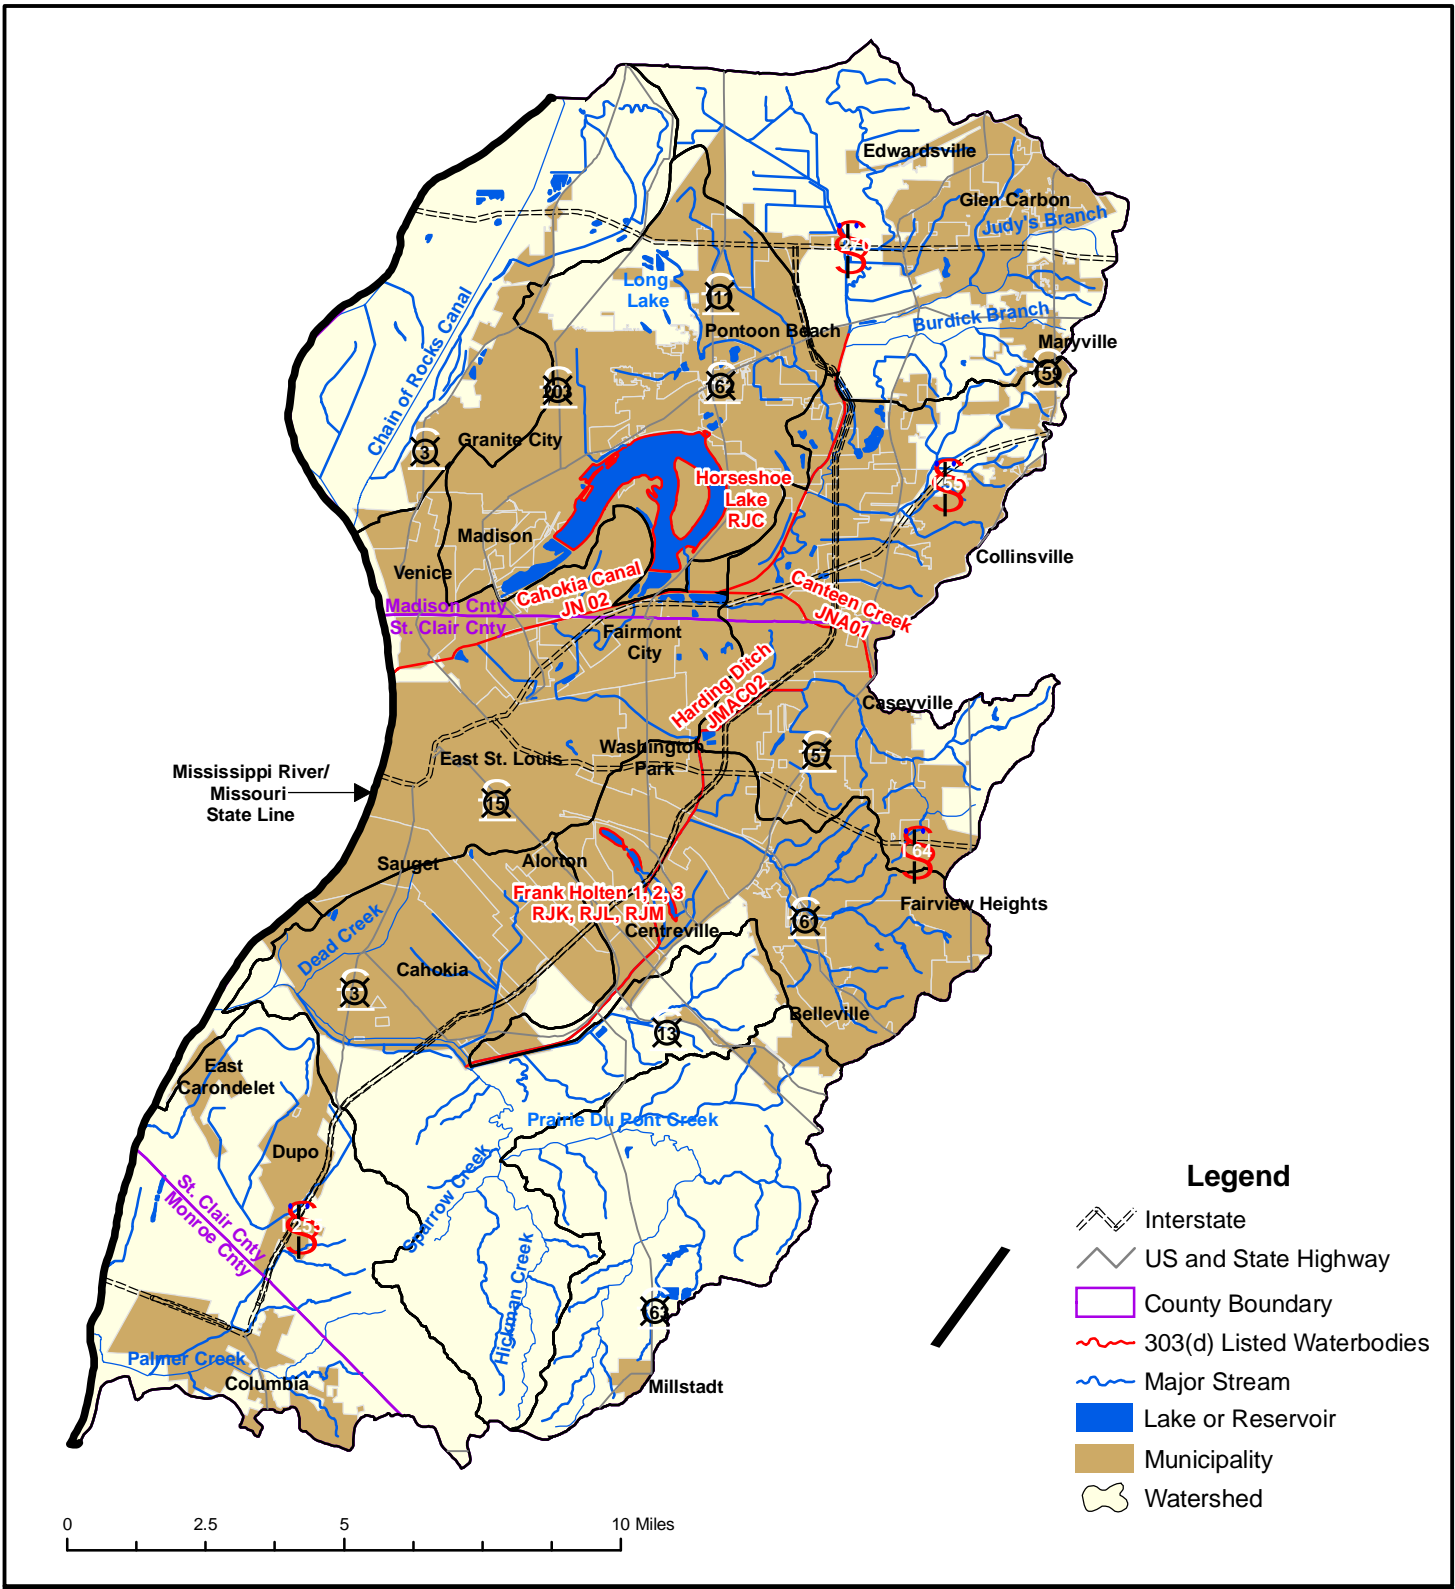 Edwardsville
Glen Carbon
Judy's Branch
Long
Lake
11
Chain of Rocks Canal
Pontoon Beach
Burdick Branch
Maryville
59
203
62
3
Granite City
Horseshoe
Lake
RJC
Madison
Collinsville
Venice
Cahokia Canal
JN 02
Canteen Creek
JNA01
Madison Cnty
St. Clair Cnty
Fairmont
City
Harding Ditch
JMAC02
Caseyville
Washington
Park
57
East St. Louis
Mississippi River/
Missouri
State Line
15
64
Sauget
Alorton
Frank Holten 1, 2, 3
RJK, RJL, RJM
Fairview Heights
161
Centreville
Dead Creek
Cahokia
3
Belleville
13
East
Carondelet
Prairie Du Pont Creek
Dupo
Sparrow Creek
St. Clair Cnty
Monroe Cnty
Hickman Creek
163
Palmer Creek
Columbia
Millstadt
Legend
Interstate
US and State Highway
County Boundary
303(d) Listed Waterbodies
Major Stream
Lake or Reservoir
Municipality
Watershed
0 2.5 5 10 Miles